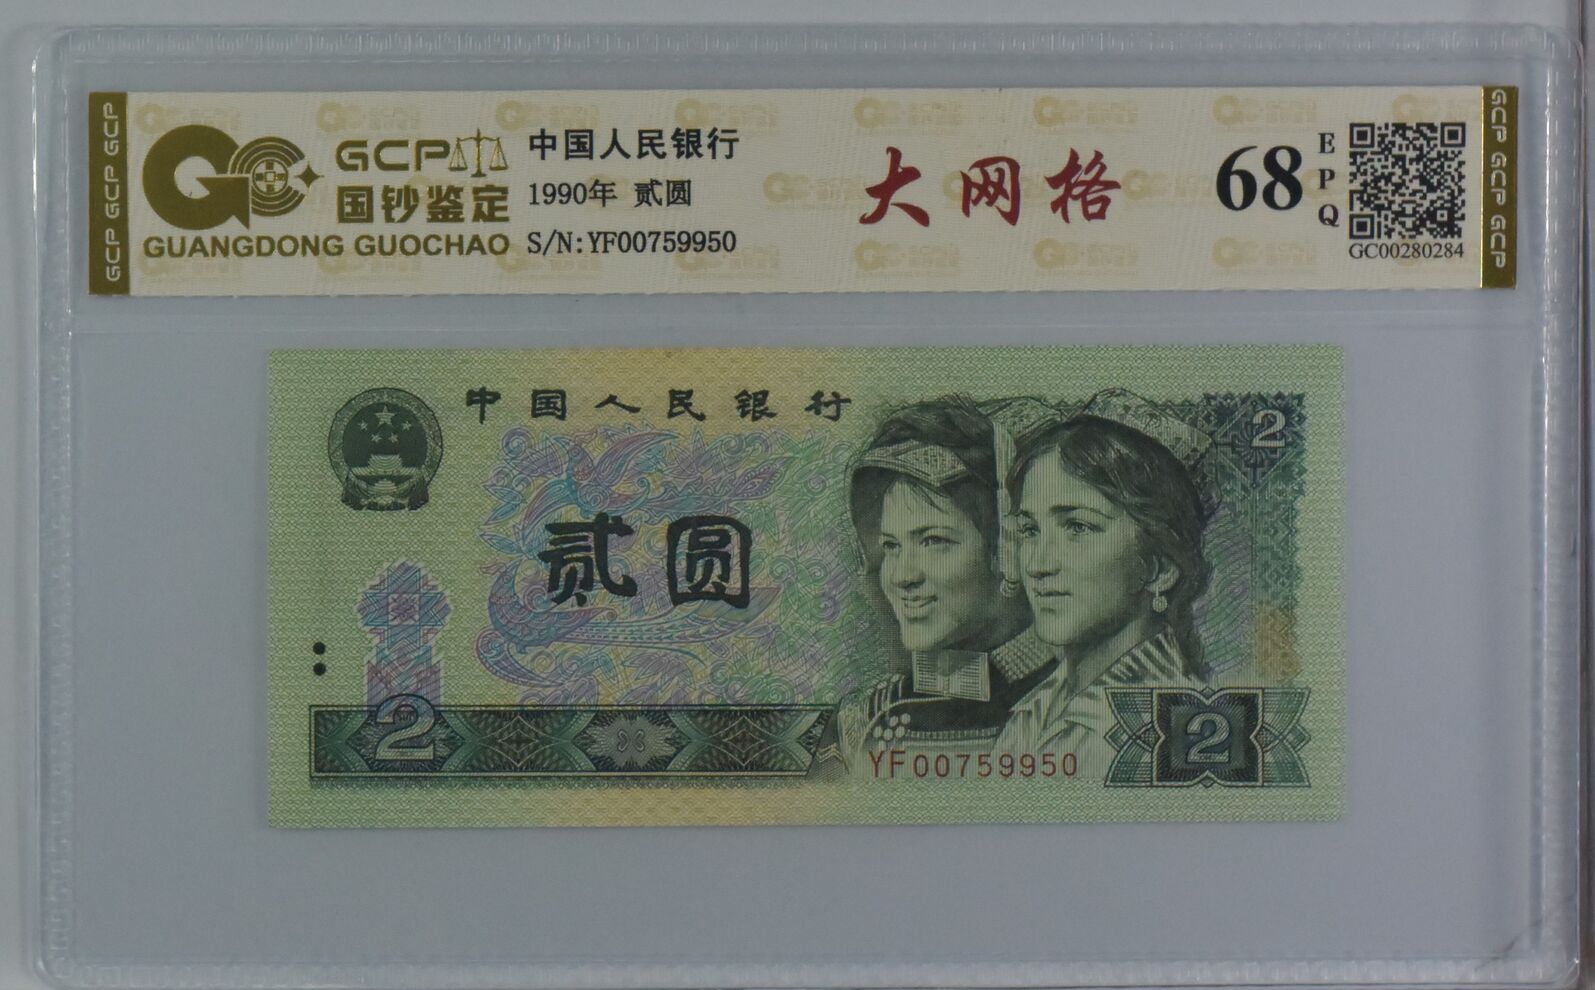 GCP GCP GCP
GCP
国钞鉴定
GUANGDONG GUOCHAO
中国人民银行
1990年 贰圆
S/N:YF00759950
大网格
68
EPQ
GC00280284
GCP GCP GCP
中国人民银行
2
贰圆
2
YF00759950
2